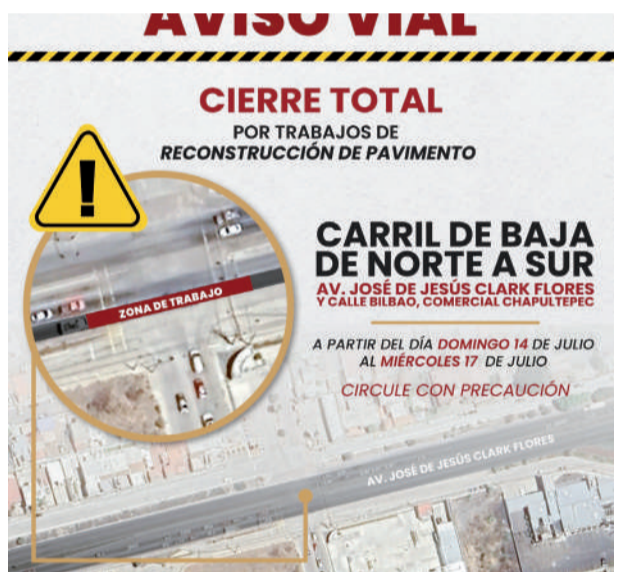 AVISO VIAL
CIERRE TOTAL
POR TRABAJOS DE
RECONSTRUCCIÓN DE PAVIMENTO
CARRIL DE BAJA
DE NORTE A SUR
AV. JOSÉ DE JESÚS CLARK FLORES
Y CALLE BILBAO, COMERCIAL CHAPULTEPEC
ZONA DE TRABAJO
A PARTIR DEL DÍA DOMINGO 14 DE JULIO
AL MIÉRCOLES 17 DE JULIO
CIRCULE CON PRECAUCIÓN
AV. JOSÉ DE JESÚS CLARK FLORES